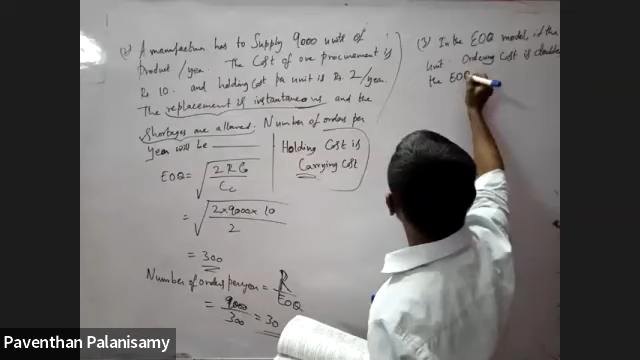 (2) A manufacturer has to Supply 9000 units of
Product / year. The Cost of one procurement is
Rs 10. and holding cost per unit is Rs. 2 / year.
The replacement is instantaneous and the
Shortages are allowed. Number of orders per
year will be
EOQ = √(2 R C₀ / Cc)
= √(2×9000×10 / 2)
= 300
Number of orders per year = R / EOQ
= 9000 / 300 = 30
Holding Cost is
Carrying Cost
(3) In the EOQ model, if the
Unit Ordering Cost is
the EOQ
Paventhan Palanisamy